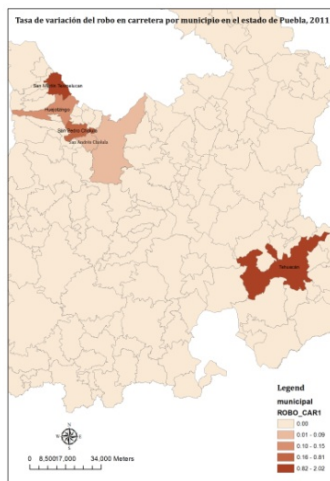 Tasa de variación del robo en carretera por municipio en el estado de Puebla, 2011
San Martín Texmelucan
Huejotzingo
San Pedro Cholula
San Andrés Cholula
Tehuacán
Legend
municipal
ROBO_CAR1
0.00
0.01 - 0.09
0.10 - 0.15
0.16 - 0.81
0.82 - 2.02
0 8,50017,000 34,000 Meters